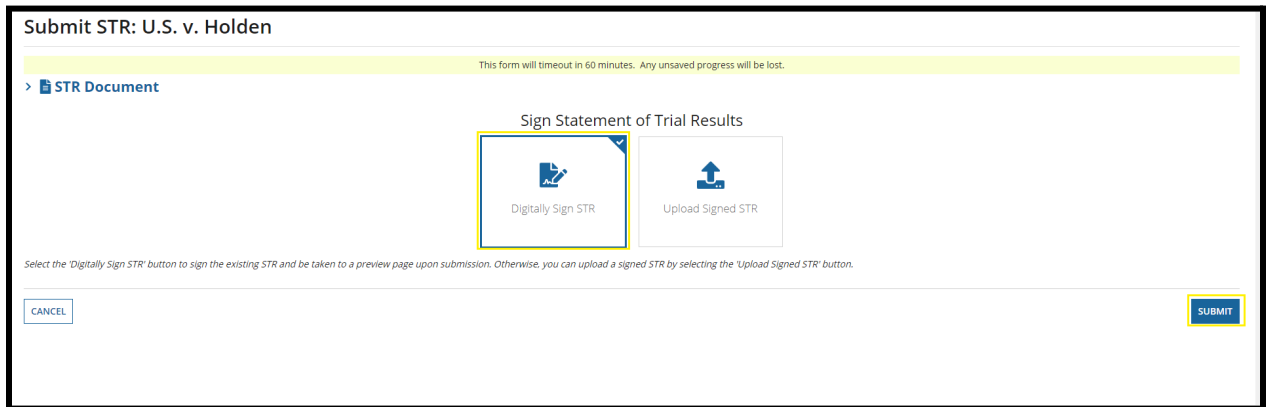 Submit STR: U.S. v. Holden
This form will timeout in 60 minutes. Any unsaved progress will be lost.
STR Document
Sign Statement of Trial Results
Digitally Sign STR
Upload Signed STR
Select the 'Digitally Sign STR' button to sign the existing STR and be taken to a preview page upon submission. Otherwise, you can upload a signed STR by selecting the 'Upload Signed STR' button.
CANCEL
SUBMIT